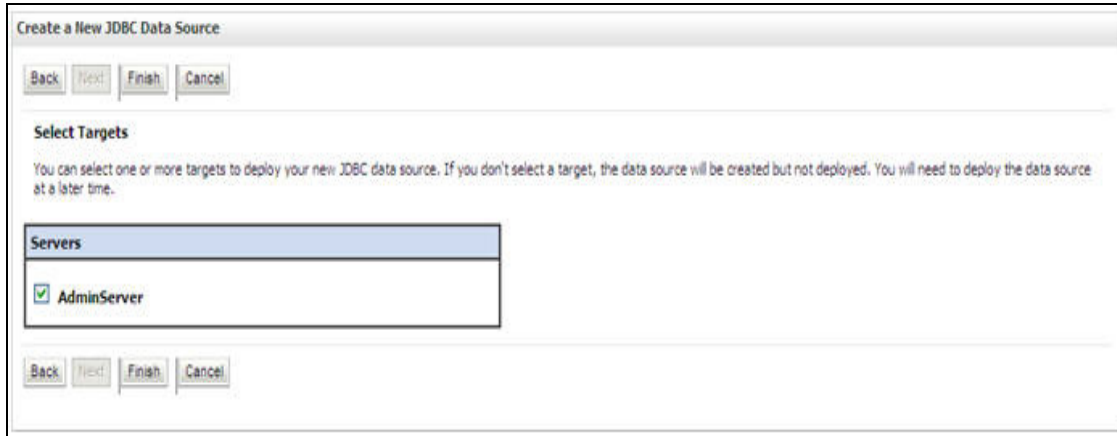 Create a New JDBC Data Source
Back Next Finish Cancel
Select Targets
You can select one or more targets to deploy your new JDBC data source. If you don't select a target, the data source will be created but not deployed. You will need to deploy the data source
at a later time.
Servers
AdminServer
Back Next Finish Cancel